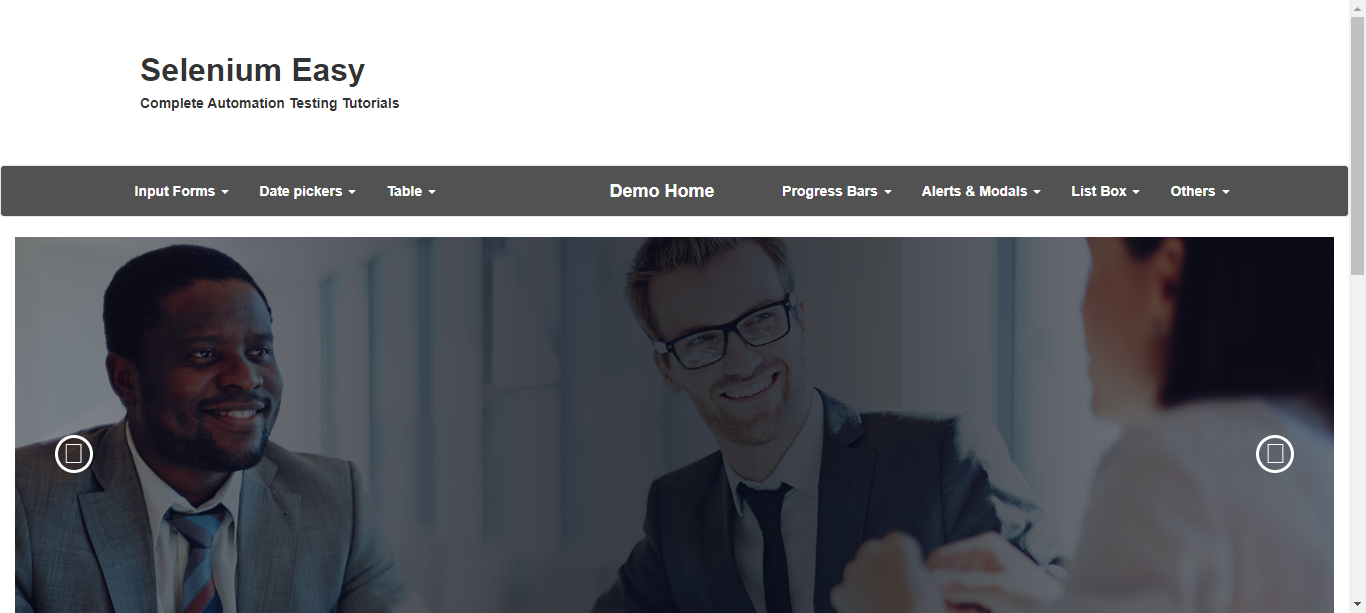 Selenium Easy
Complete Automation Testing Tutorials
Input Forms Date pickers Table Demo Home Progress Bars Alerts & Modals List Box Others